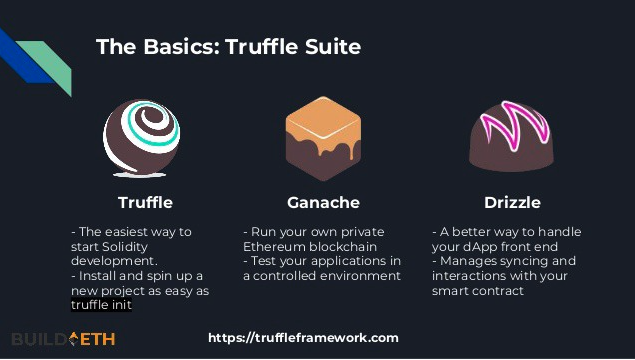 The Basics: Truffle Suite
Truffle
- The easiest way to
start Solidity
development.
- Install and spin up a
new project as easy as
truffle init
Ganache
- Run your own private
Ethereum blockchain
- Test your applications in
a controlled environment
Drizzle
- A better way to handle
your dApp front end
- Manages syncing and
interactions with your
smart contract
BUILD ETH
https://truffleframework.com